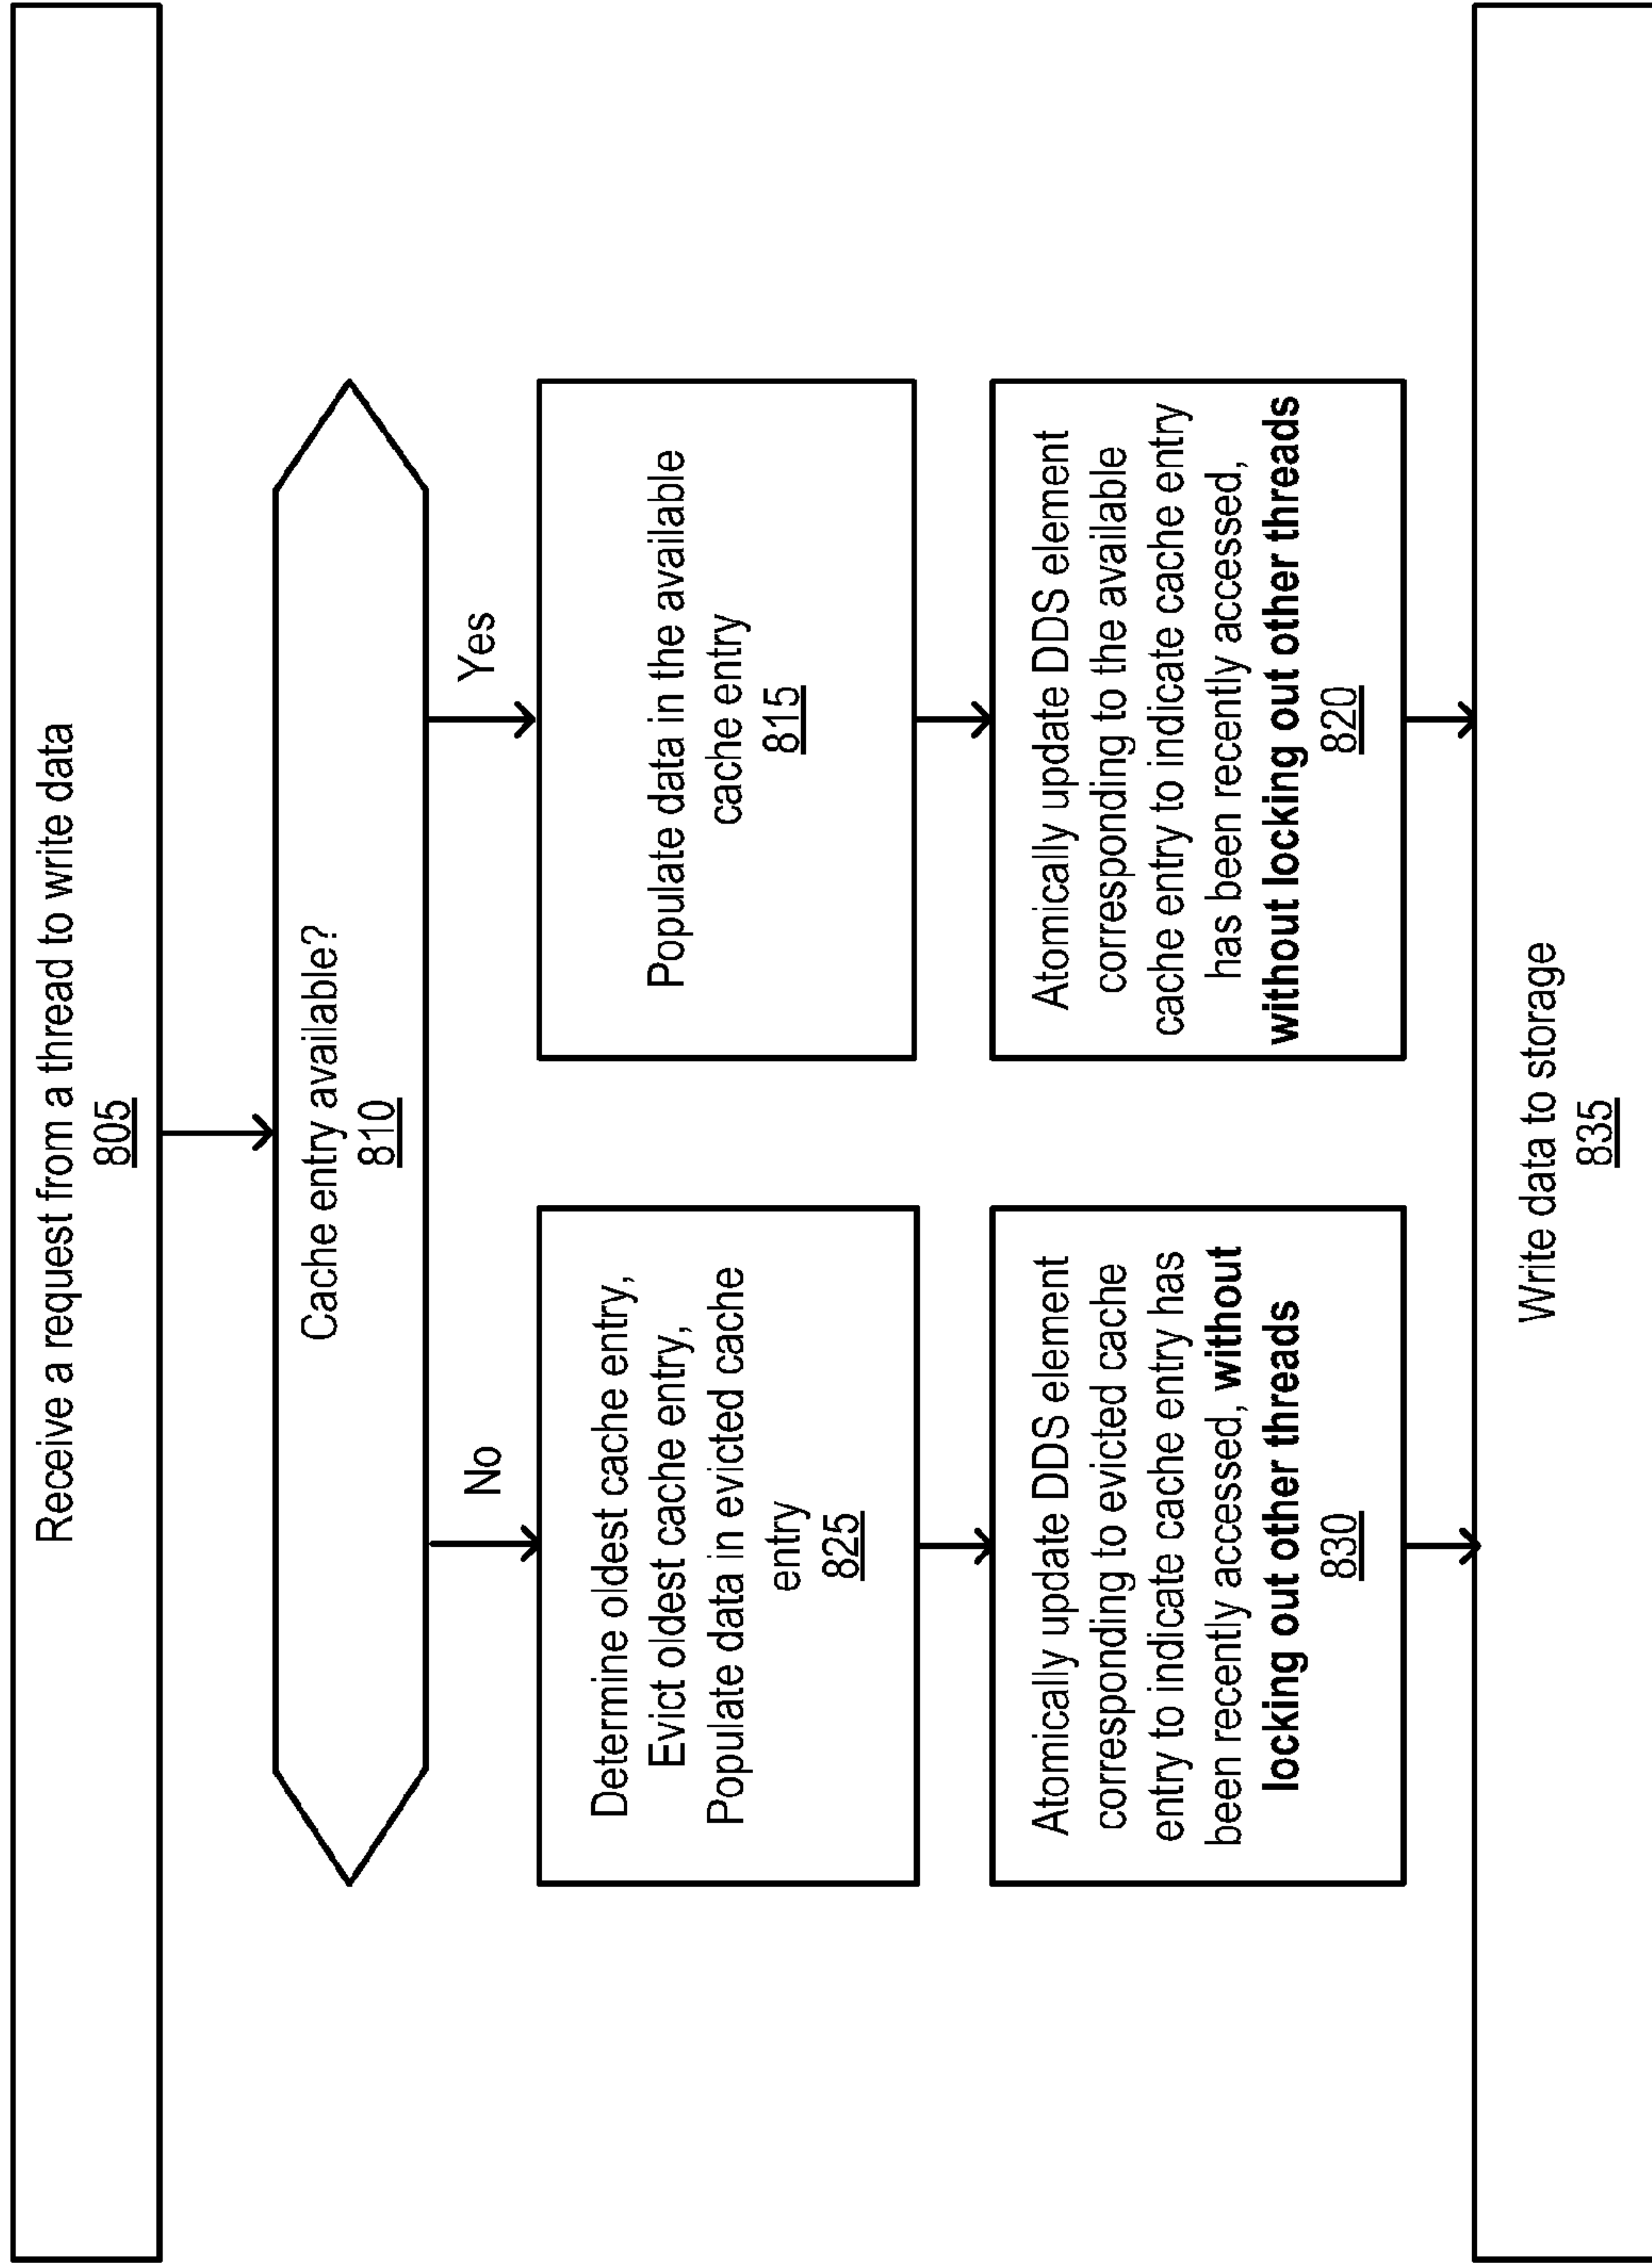 Receive a request from a thread to write data
805
Cache entry available?
810
No
Yes
Determine oldest cache entry,
Evict oldest cache entry,
Populate data in evicted cache
entry
825
Populate data in the available
cache entry
815
Atomically update DDS element
corresponding to evicted cache
entry to indicate cache entry has
been recently accessed, without
locking out other threads
830
Atomically update DDS element
corresponding to the available
cache entry to indicate cache entry
has been recently accessed,
without locking out other threads
820
Write data to storage
835